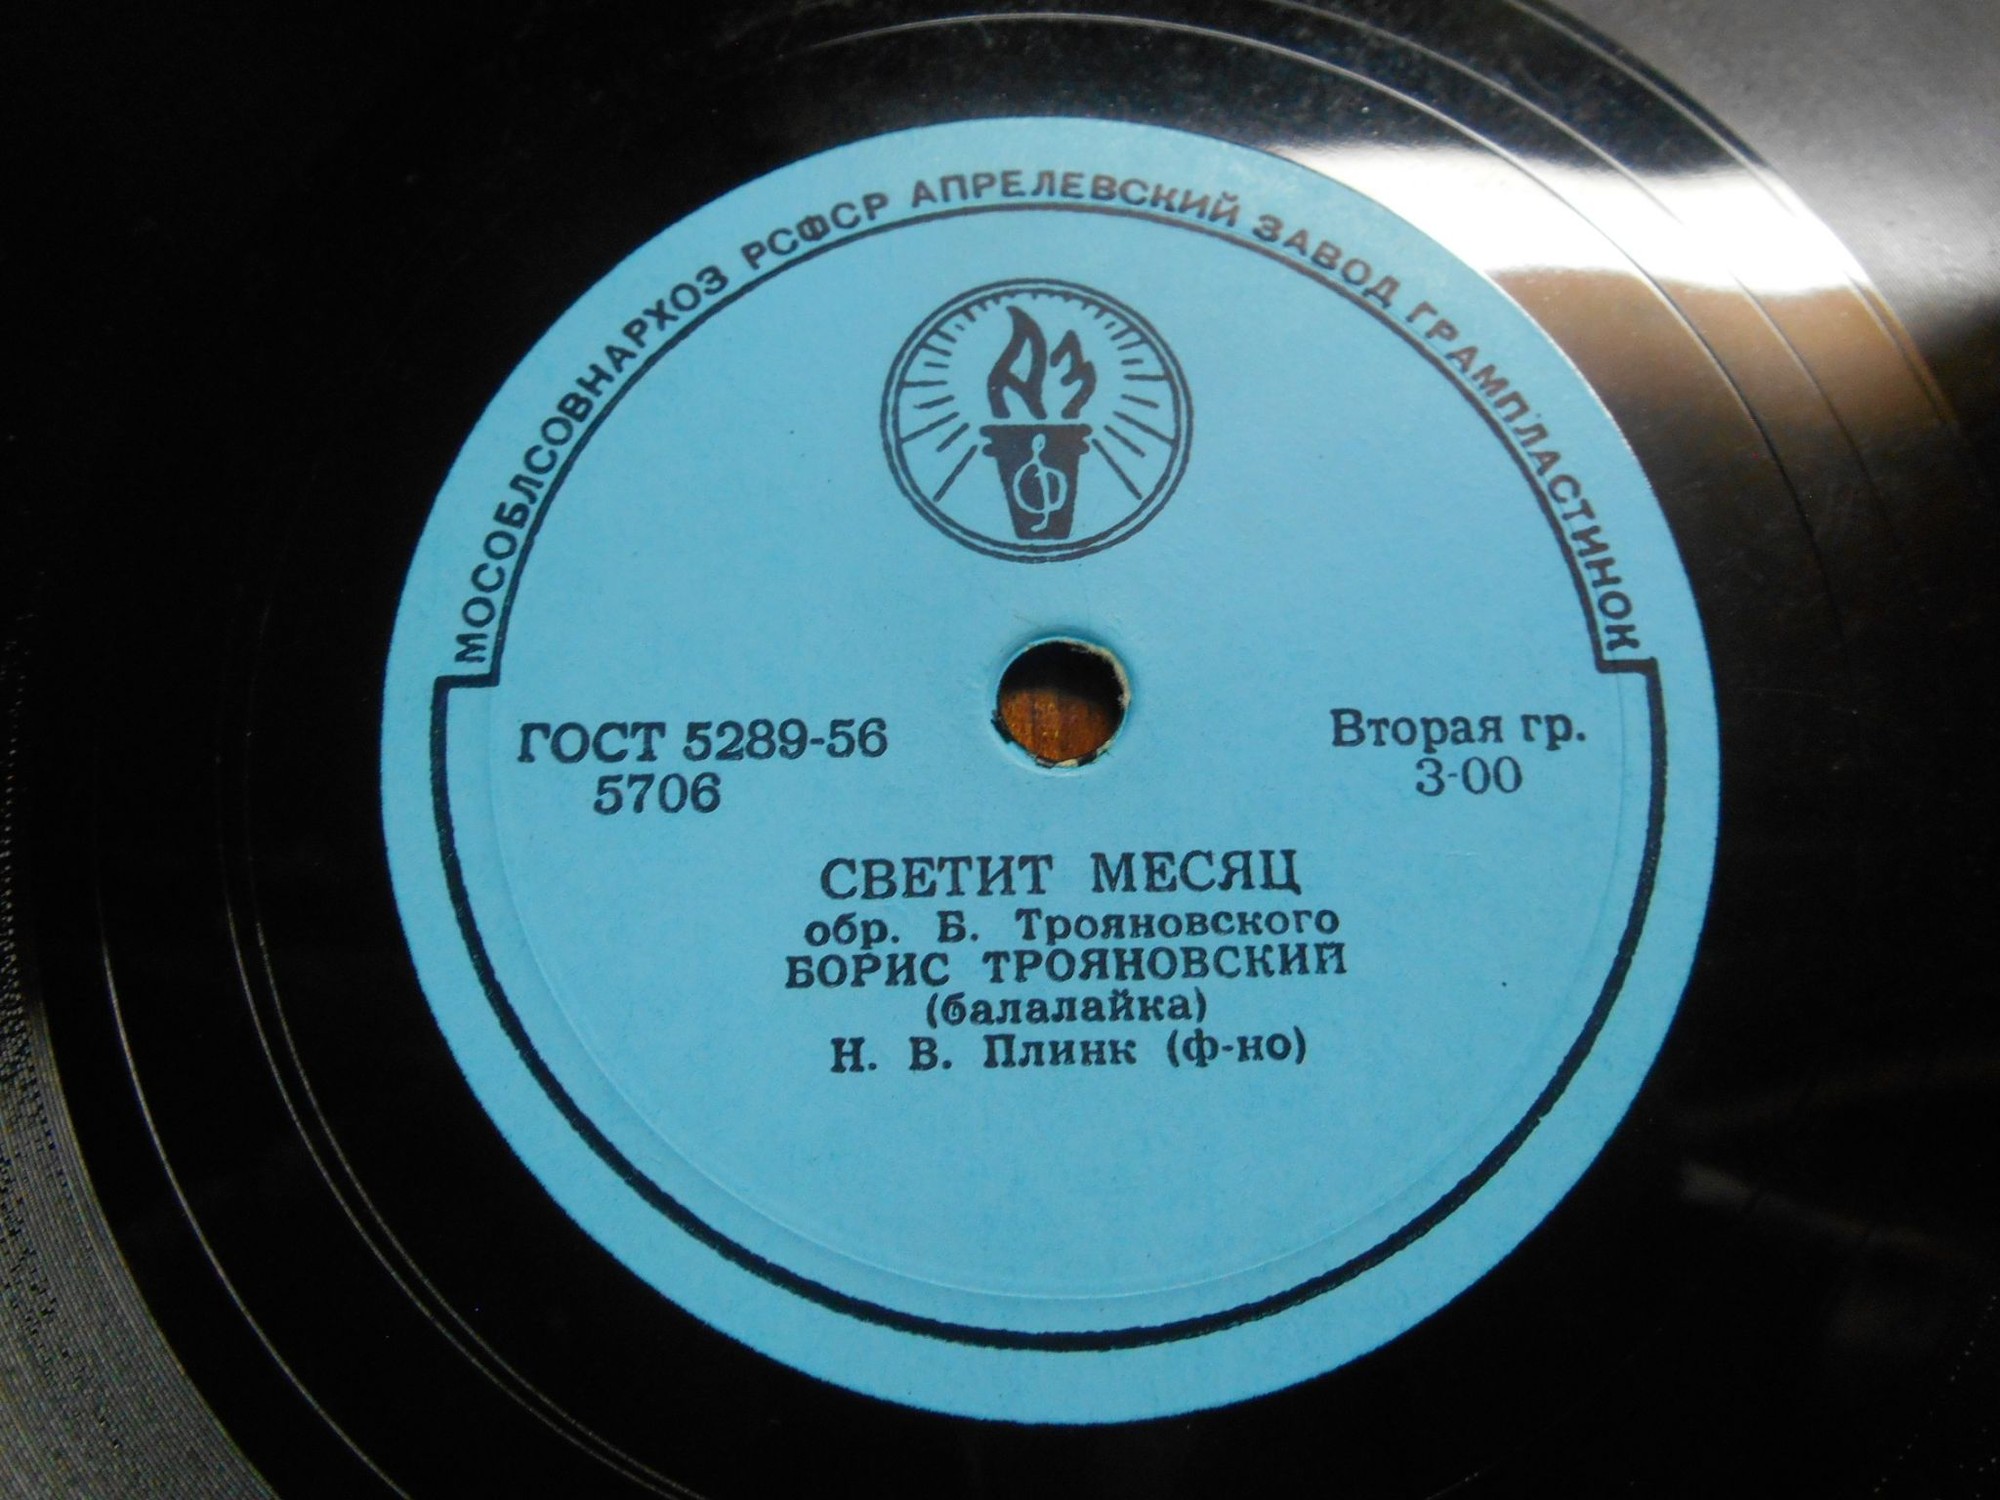 МОСОБЛСОВНАРХОЗ РСФСР АПРЕЛЕВСКИЙ ЗАВОД ГРАМПЛАСТИНОК
АЗ
Ф
ГОСТ 5289-56
5706
Вторая гр.
3-00
СВЕТИТ МЕСЯЦ
обр. Б. Трояновского
БОРИС ТРОЯНОВСКИЙ
(балалайка)
Н. В. Плинк (ф-но)